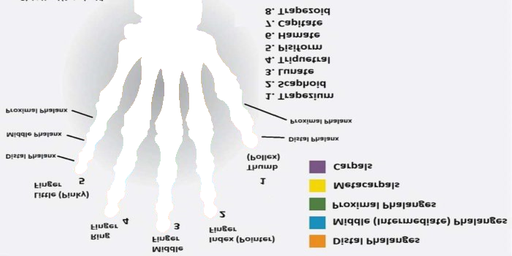 Middle
Finger
3
Ring
Finger
4
Index (Pointer)
Finger
2
Little (Pinky)
Finger
5
1
Thumb
(Pollex)
Distal Phalanges
Middle (Intermediate) Phalanges
Proximal Phalanges
Metacarpals
Carpals
Distal Phalanx
Middle Phalanx
Proximal Phalanx
Distal Phalanx
Proximal Phalanx
1. Trapezium
2. Scaphoid
3. Lunate
4. Triquetral
5. Pisiform
6. Hamate
7. Capitate
8. Trapezoid